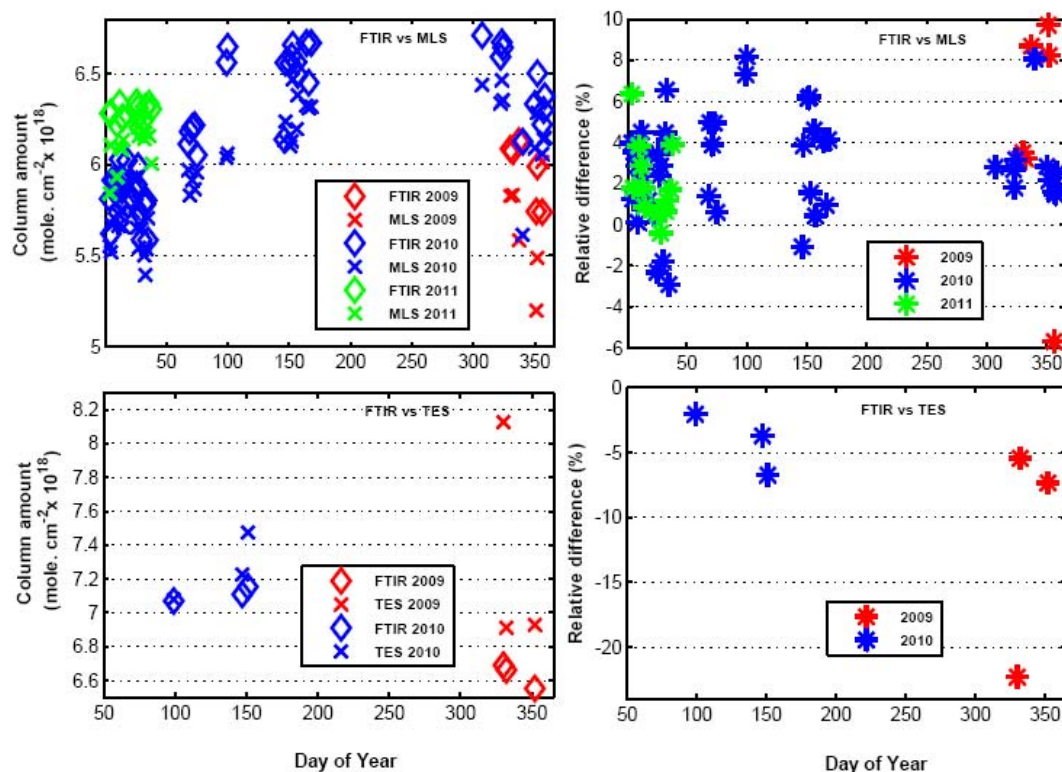 FTIR vs MLS
Column amount
(mole. cm⁻²x 10¹⁸)
6.5
6
5.5
5
50 100 150 200 250 300 350
FTIR 2009
MLS 2009
FTIR 2010
MLS 2010
FTIR 2011
MLS 2011
FTIR vs MLS
Relative difference (%)
10
8
6
4
2
0
-2
-4
-6
50 100 150 200 250 300 350
2009
2010
2011
FTIR vs TES
Column amount
(mole. cm⁻²x 10¹⁸)
8.2
8
7.8
7.6
7.4
7.2
7
6.8
6.6
50 100 150 200 250 300 350
Day of Year
FTIR 2009
TES 2009
FTIR 2010
TES 2010
FTIR vs TES
Relative difference (%)
0
-5
-10
-15
-20
50 100 150 200 250 300 350
Day of Year
2009
2010